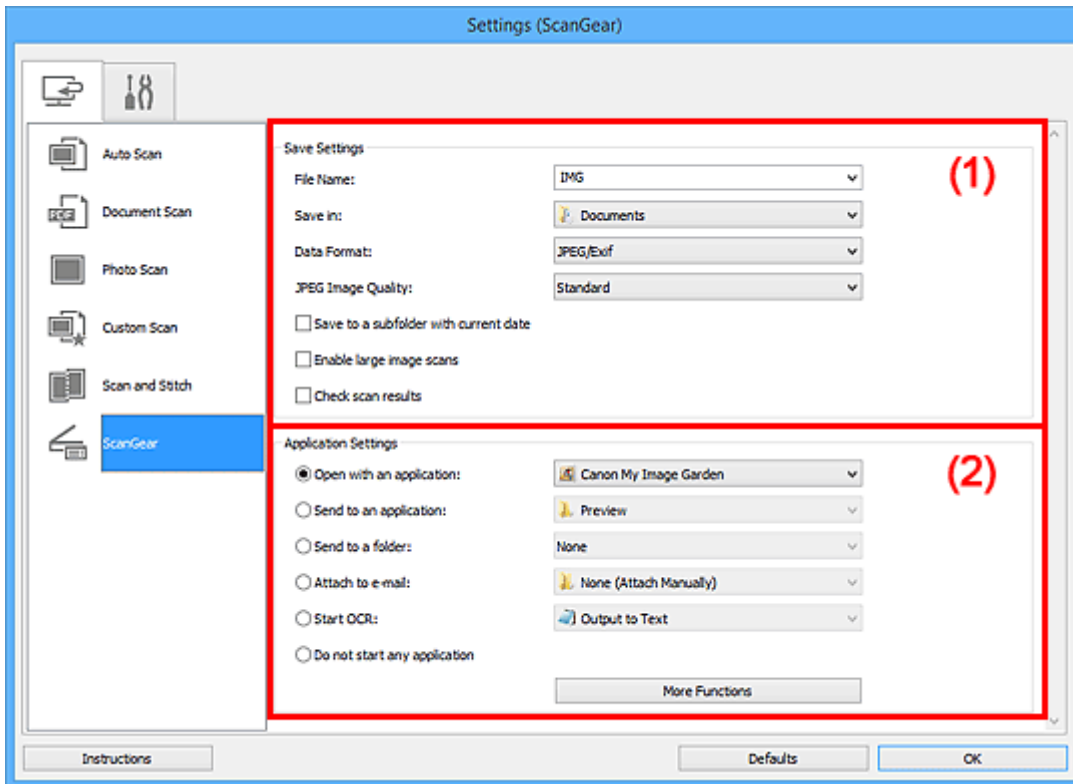 Settings (ScanGear)
Auto Scan
Document Scan
Photo Scan
Custom Scan
Scan and Stitch
ScanGear
Save Settings
(1)
File Name: IMG
Save in: Documents
Data Format: JPEG/Exif
JPEG Image Quality: Standard
Save to a subfolder with current date
Enable large image scans
Check scan results
Application Settings
(2)
Open with an application: Canon My Image Garden
Send to an application: Preview
Send to a folder: None
Attach to e-mail: None (Attach Manually)
Start OCR: Output to Text
Do not start any application
More Functions
Instructions Defaults OK